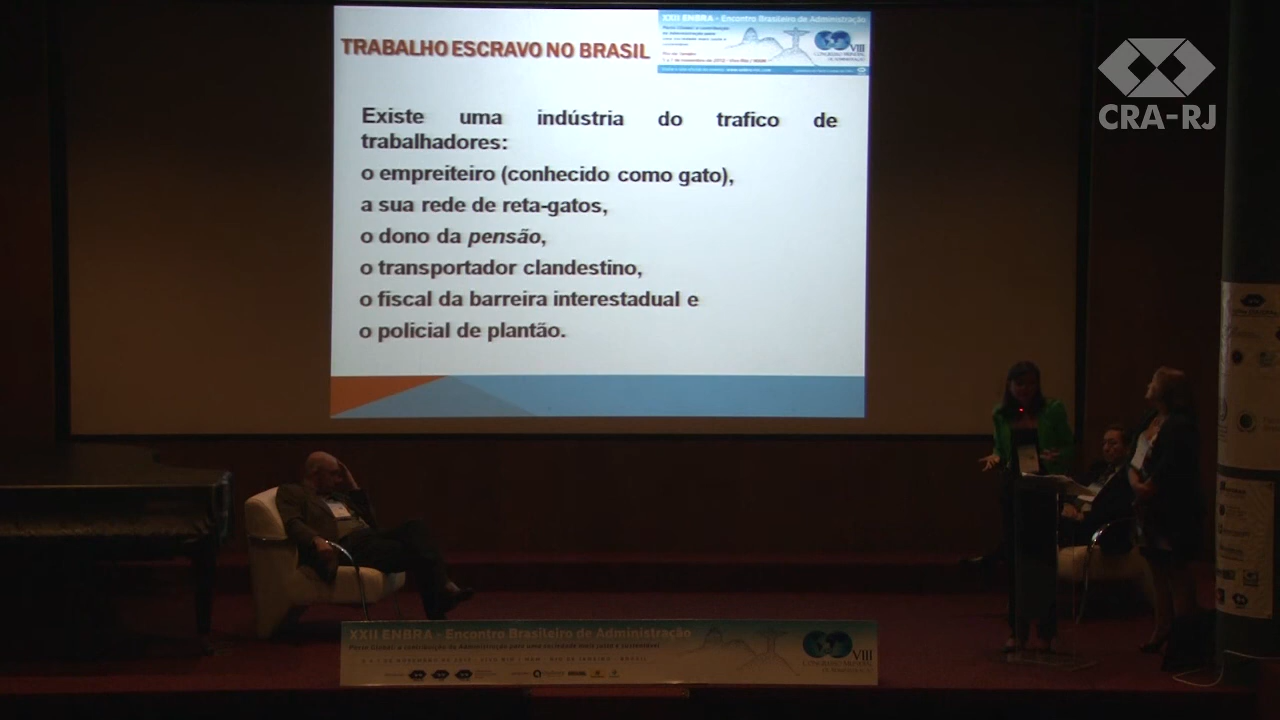 TRABALHO ESCRAVO NO BRASIL
XXII ENBRA - Encontro Brasileiro de Administração
VIII
Existe uma indústria do trafico de
trabalhadores:
o empreiteiro (conhecido como gato),
a sua rede de reta-gatos,
o dono da pensão,
o transportador clandestino,
o fiscal da barreira interestadual e
o policial de plantão.
CRA-RJ
XXII ENBRA - Encontro Brasileiro de Administração
VIII